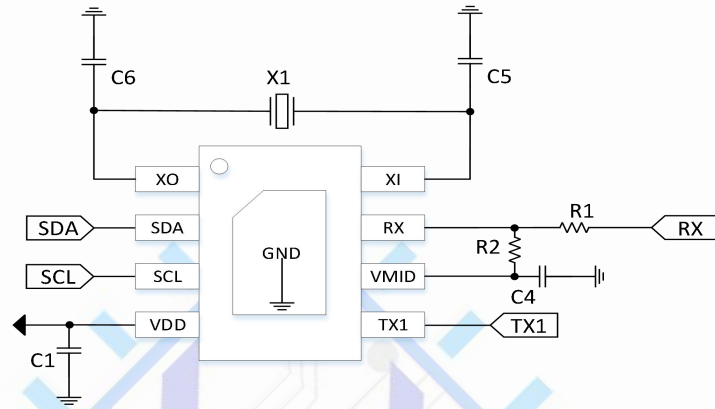 C6
X1
C5
XO
XI
SDA
SDA
RX
R1
RX
R2
GND
SCL
SCL
VMID
C4
VDD
TX1
TX1
C1